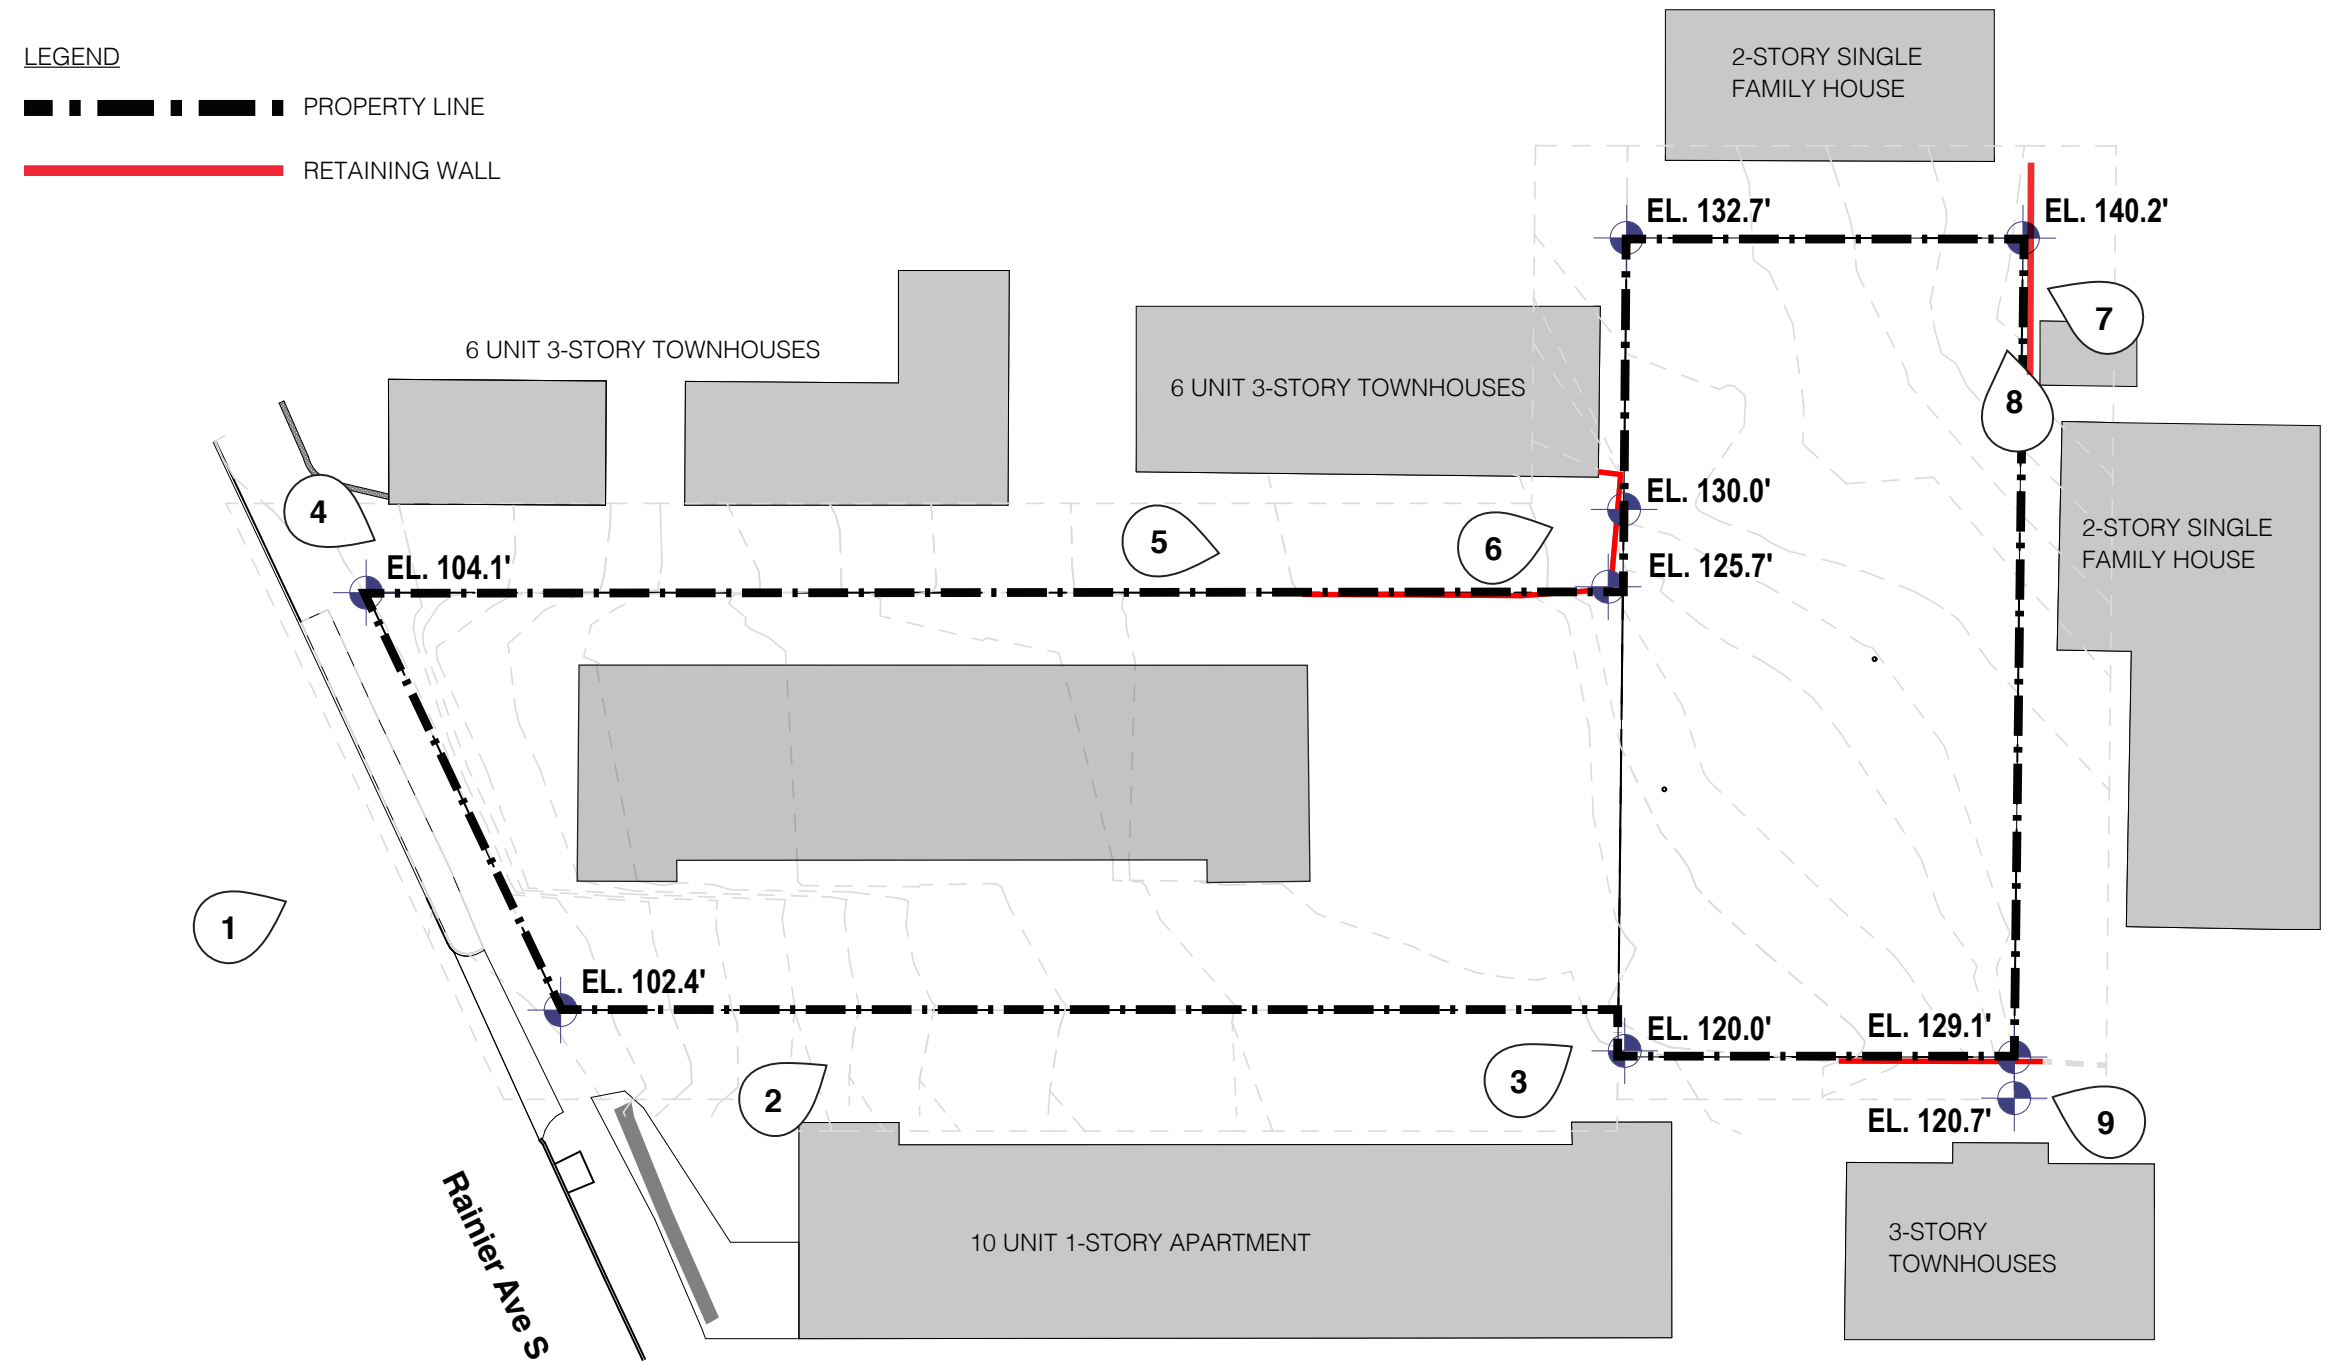 LEGEND
PROPERTY LINE
RETAINING WALL
2-STORY SINGLE
FAMILY HOUSE
EL. 132.7'
EL. 140.2'
7
6 UNIT 3-STORY TOWNHOUSES
6 UNIT 3-STORY TOWNHOUSES
8
4
5
6
EL. 130.0'
2-STORY SINGLE
FAMILY HOUSE
EL. 104.1'
EL. 125.7'
1
EL. 102.4'
EL. 120.0'
EL. 129.1'
2
3
EL. 120.7'
9
Rainier Ave S
10 UNIT 1-STORY APARTMENT
3-STORY
TOWNHOUSES